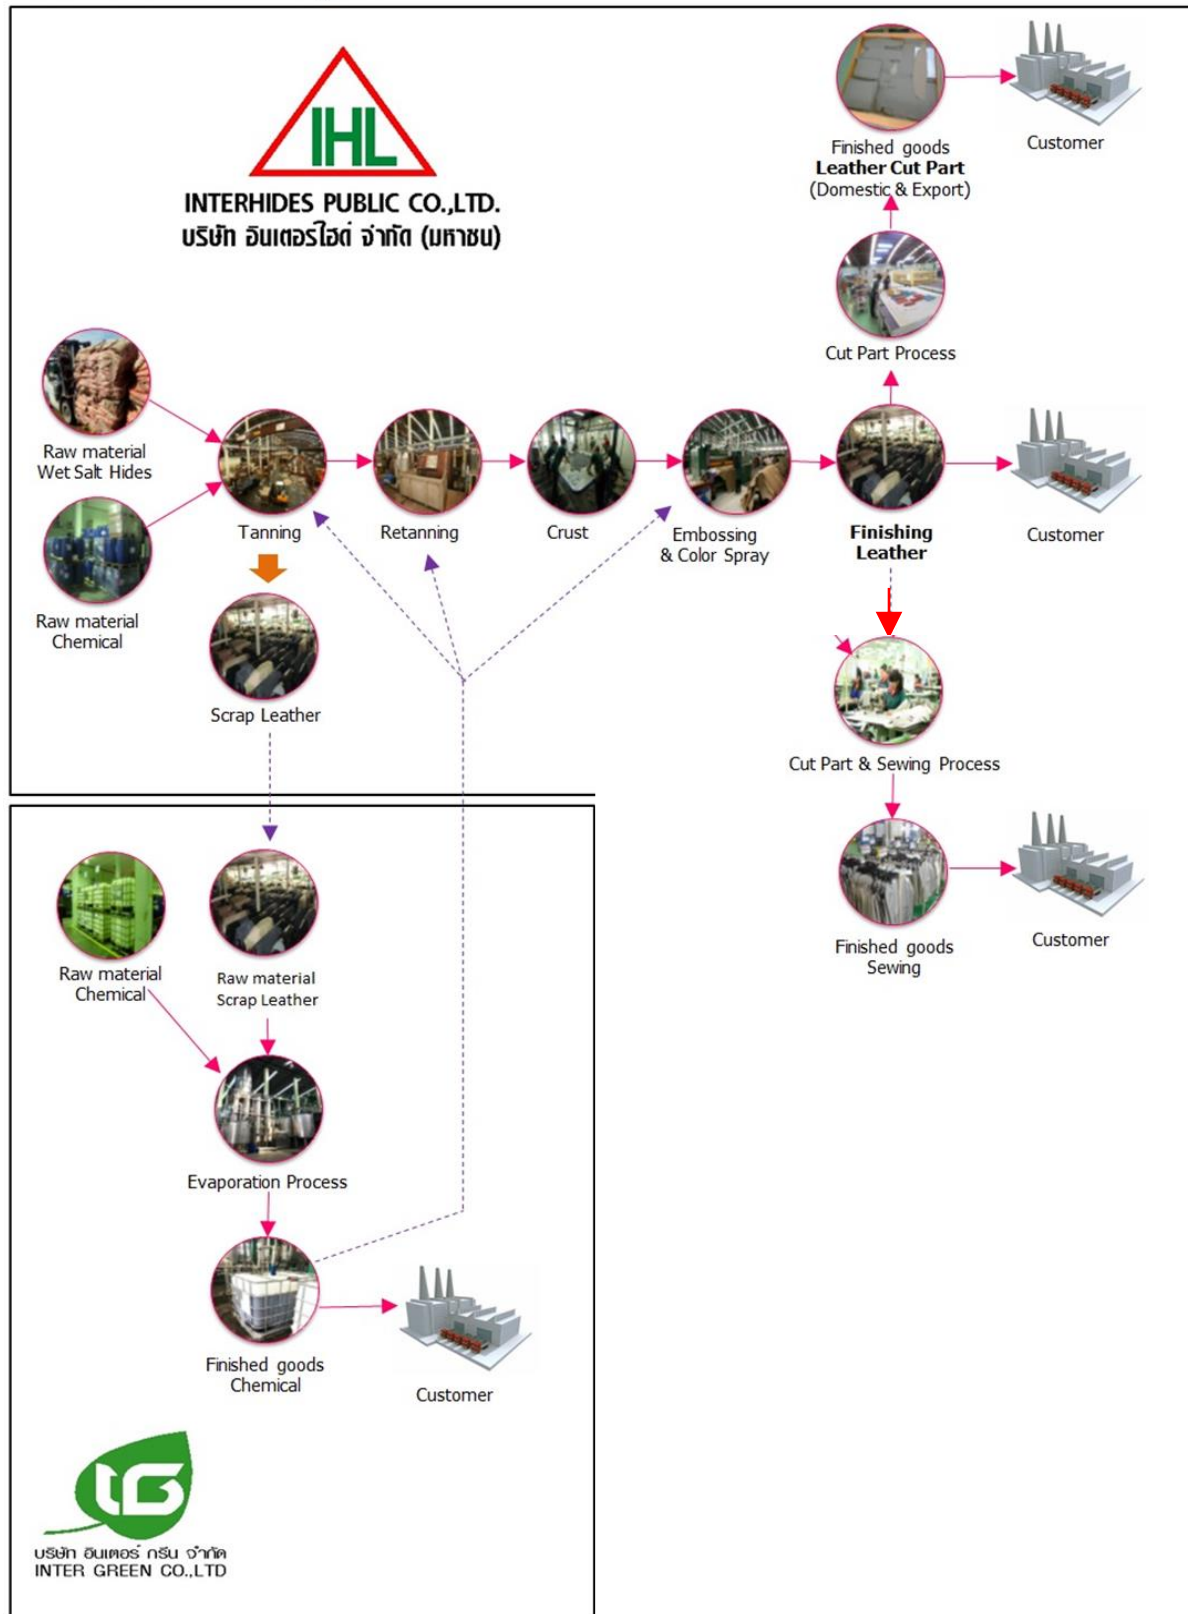 IHL
INTERHIDES PUBLIC CO.,LTD.
บริษัท อินเตอร์ไฮด์ จำกัด (มหาชน)
Finished goods
Leather Cut Part
(Domestic & Export)
Customer
Cut Part Process
Raw material
Wet Salt Hides
Raw material
Chemical
Tanning
Retanning
Crust
Embossing
& Color Spray
Finishing
Leather
Customer
Scrap Leather
Cut Part & Sewing Process
Finished goods
Sewing
Customer
Raw material
Chemical
Raw material
Scrap Leather
Evaporation Process
Finished goods
Chemical
Customer
IG
บริษัท อินเตอร์ กรีน จำกัด
INTER GREEN CO.,LTD